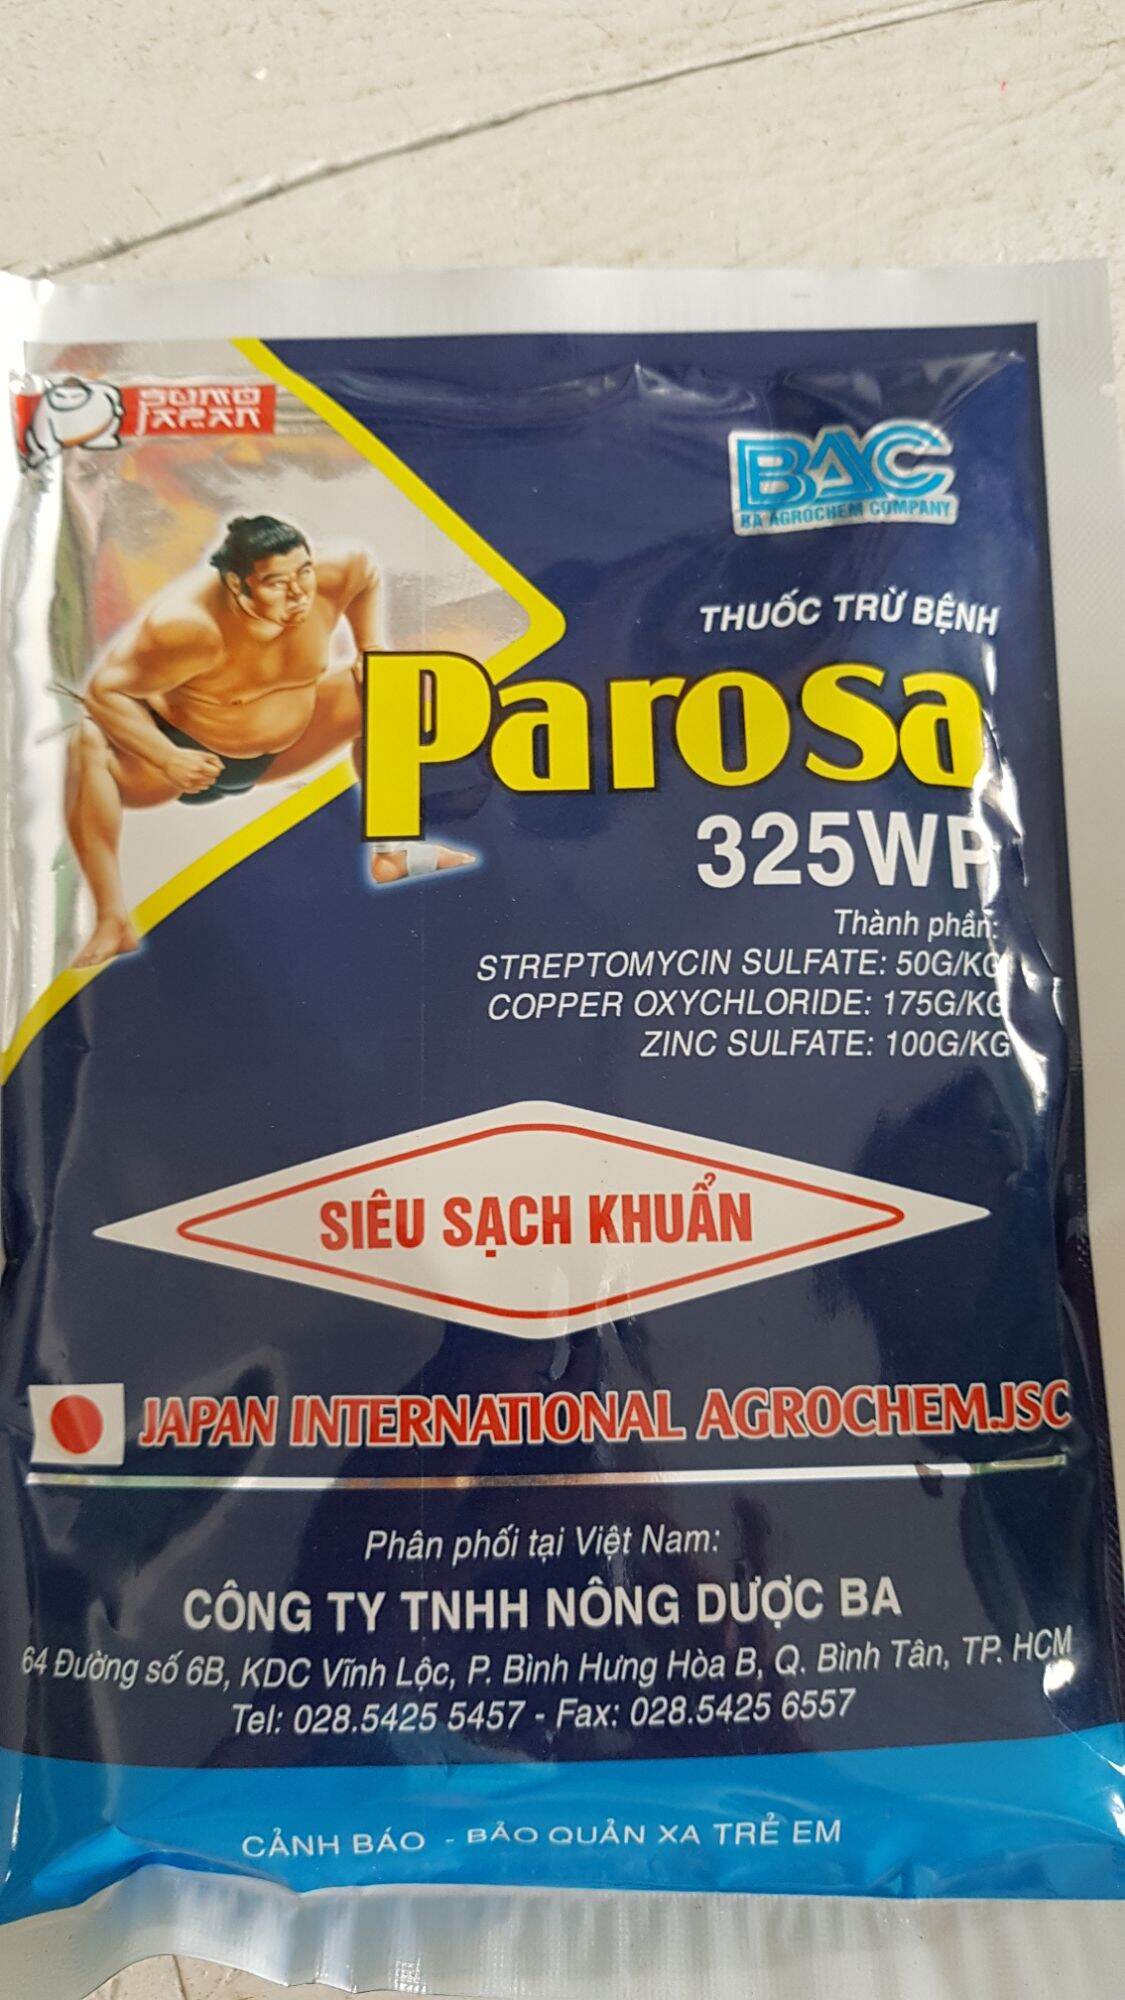 SUMO
JAPAN
BAC
BA AGROCHEM COMPANY
THUỐC TRỪ BỆNH
Parosa
325WP
Thành phần:
STREPTOMYCIN SULFATE: 50G/KG
COPPER OXYCHLORIDE: 175G/KG
ZINC SULFATE: 100G/KG
SIÊU SẠCH KHUẨN
JAPAN INTERNATIONAL AGROCHEM.JSC
Phân phối tại Việt Nam:
CÔNG TY TNHH NÔNG DƯỢC BA
64 Đường số 6B, KDC Vĩnh Lộc, P. Bình Hưng Hòa B, Q. Bình Tân, TP. HCM
Tel: 028.5425 5457 - Fax: 028.5425 6557
CẢNH BÁO - BẢO QUẢN XA TRẺ EM